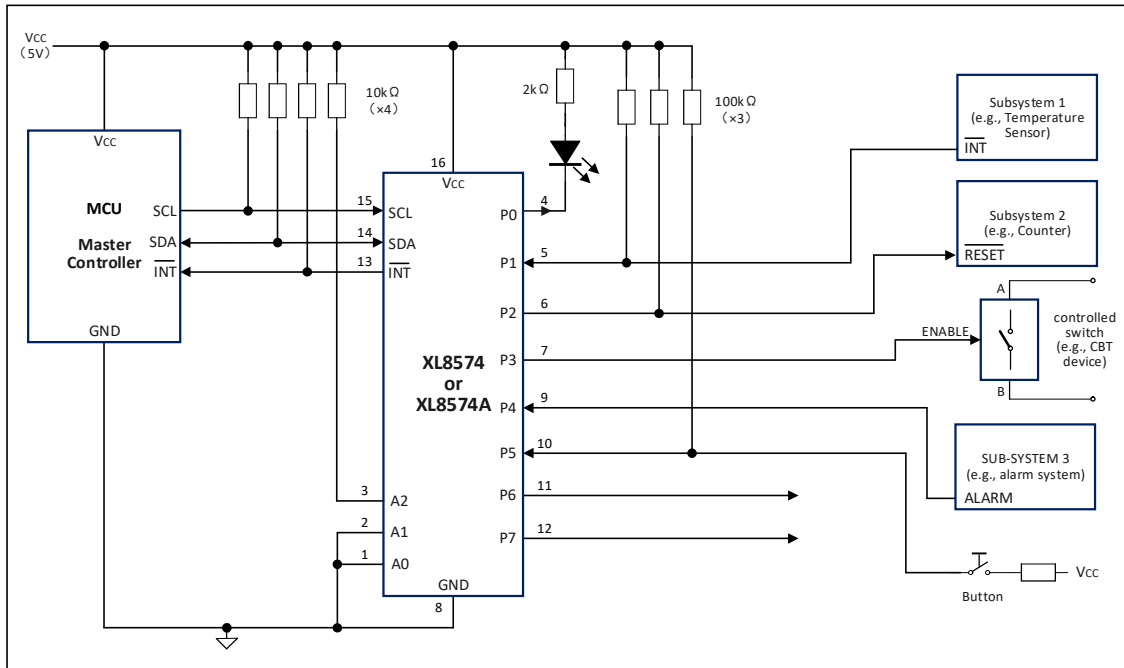 VCC
(5V)
10kΩ
(×4)
2kΩ
100kΩ
(×3)
VCC
MCU
Master
Controller
SCL
SDA
INT
GND
15
14
13
3
2
1
16
VCC
SCL
SDA
INT
A2
A1
A0
XL8574
or
XL8574A
GND
8
P0
P1
P2
P3
P4
P5
P6
P7
4
5
6
7
9
10
11
12
Subsystem 1
(e.g., Temperature
Sensor)
INT
Subsystem 2
(e.g., Counter)
RESET
A
ENABLE
B
controlled
switch
(e.g., CBT
device)
SUB-SYSTEM 3
(e.g., alarm system)
ALARM
Button
VCC